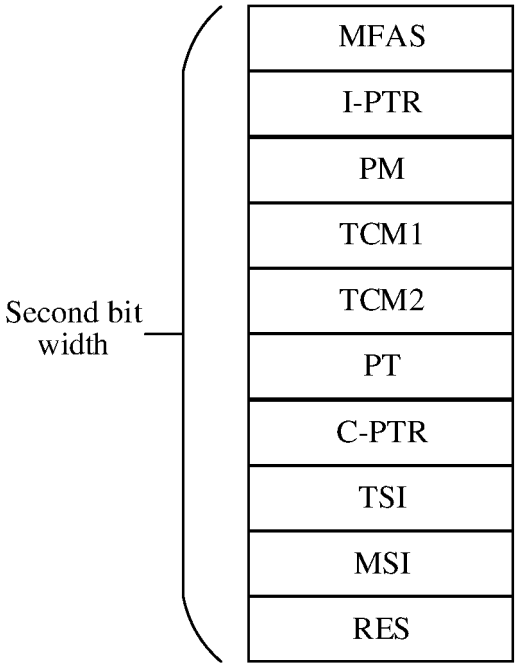 MFAS
I-PTR
PM
TCM1
TCM2
Second bit
width
PT
C-PTR
TSI
MSI
RES